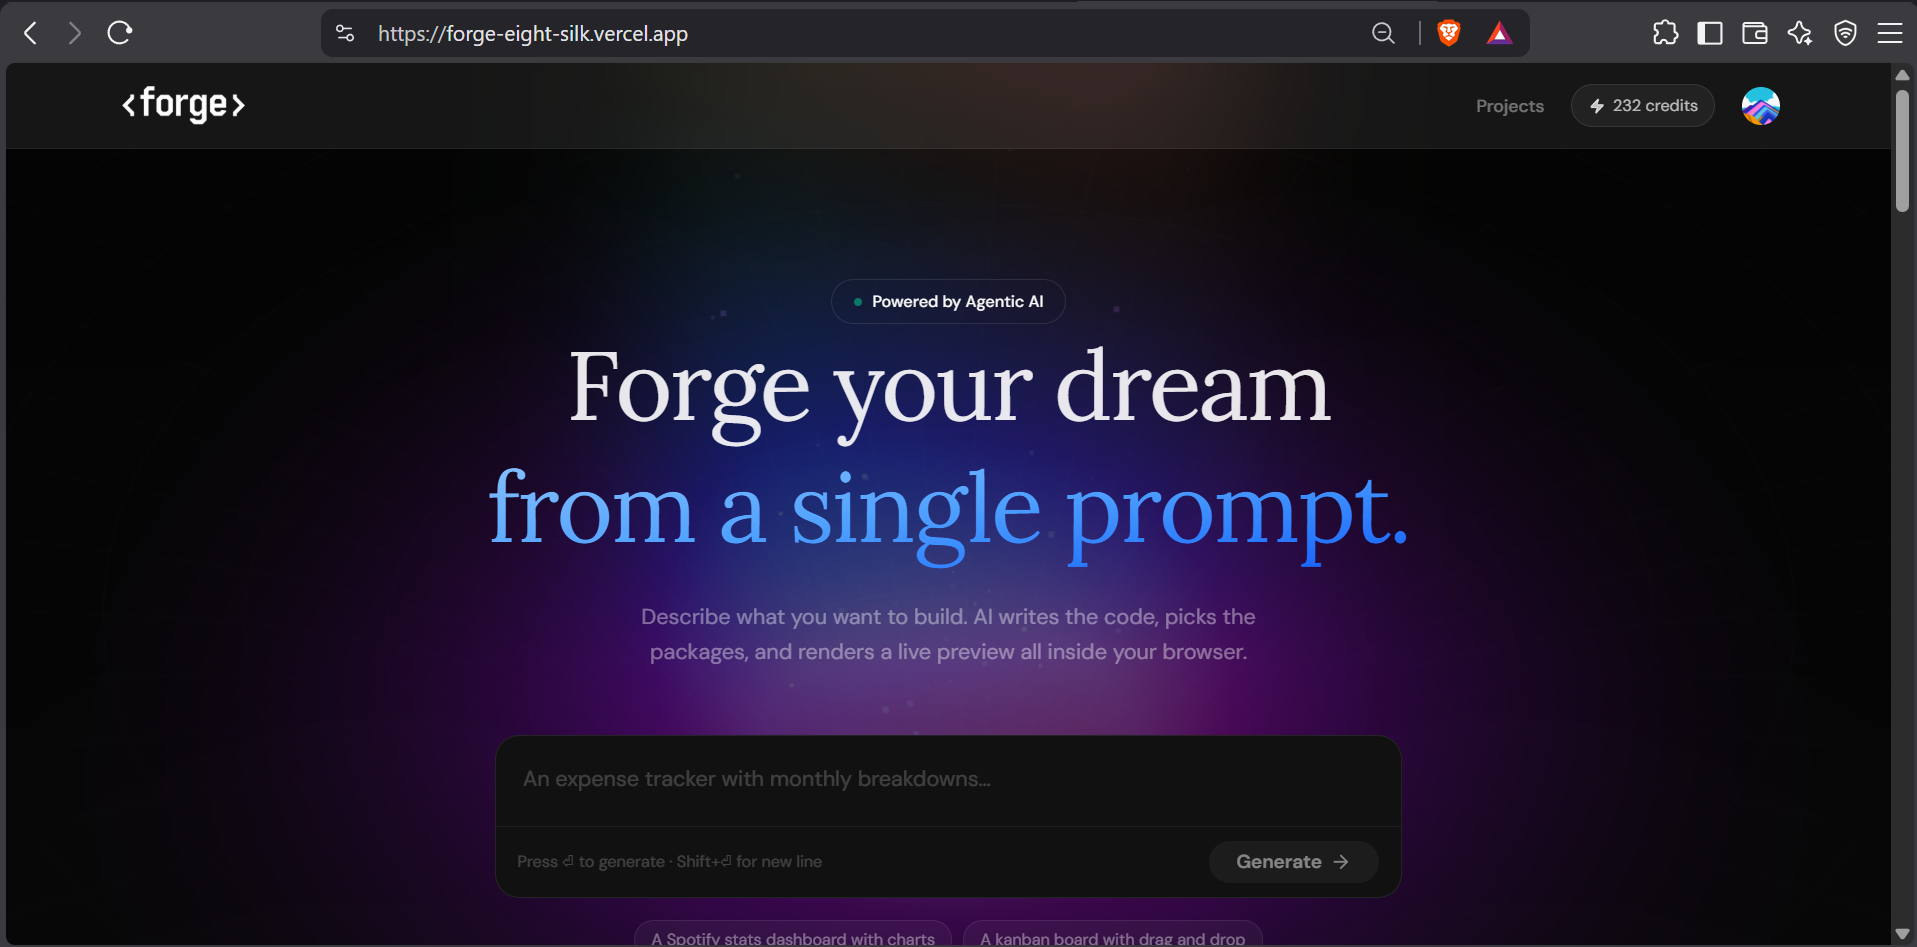 https://forge-eight-silk.vercel.app
<forge>
Projects
232 credits
Powered by Agentic AI
Forge your dream
from a single prompt.
Describe what you want to build. AI writes the code, picks the
packages, and renders a live preview all inside your browser.
An expense tracker with monthly breakdowns...
Press ⏎ to generate · Shift+⏎ for new line
Generate →
A Spotify stats dashboard with charts
A kanban board with drag and drop